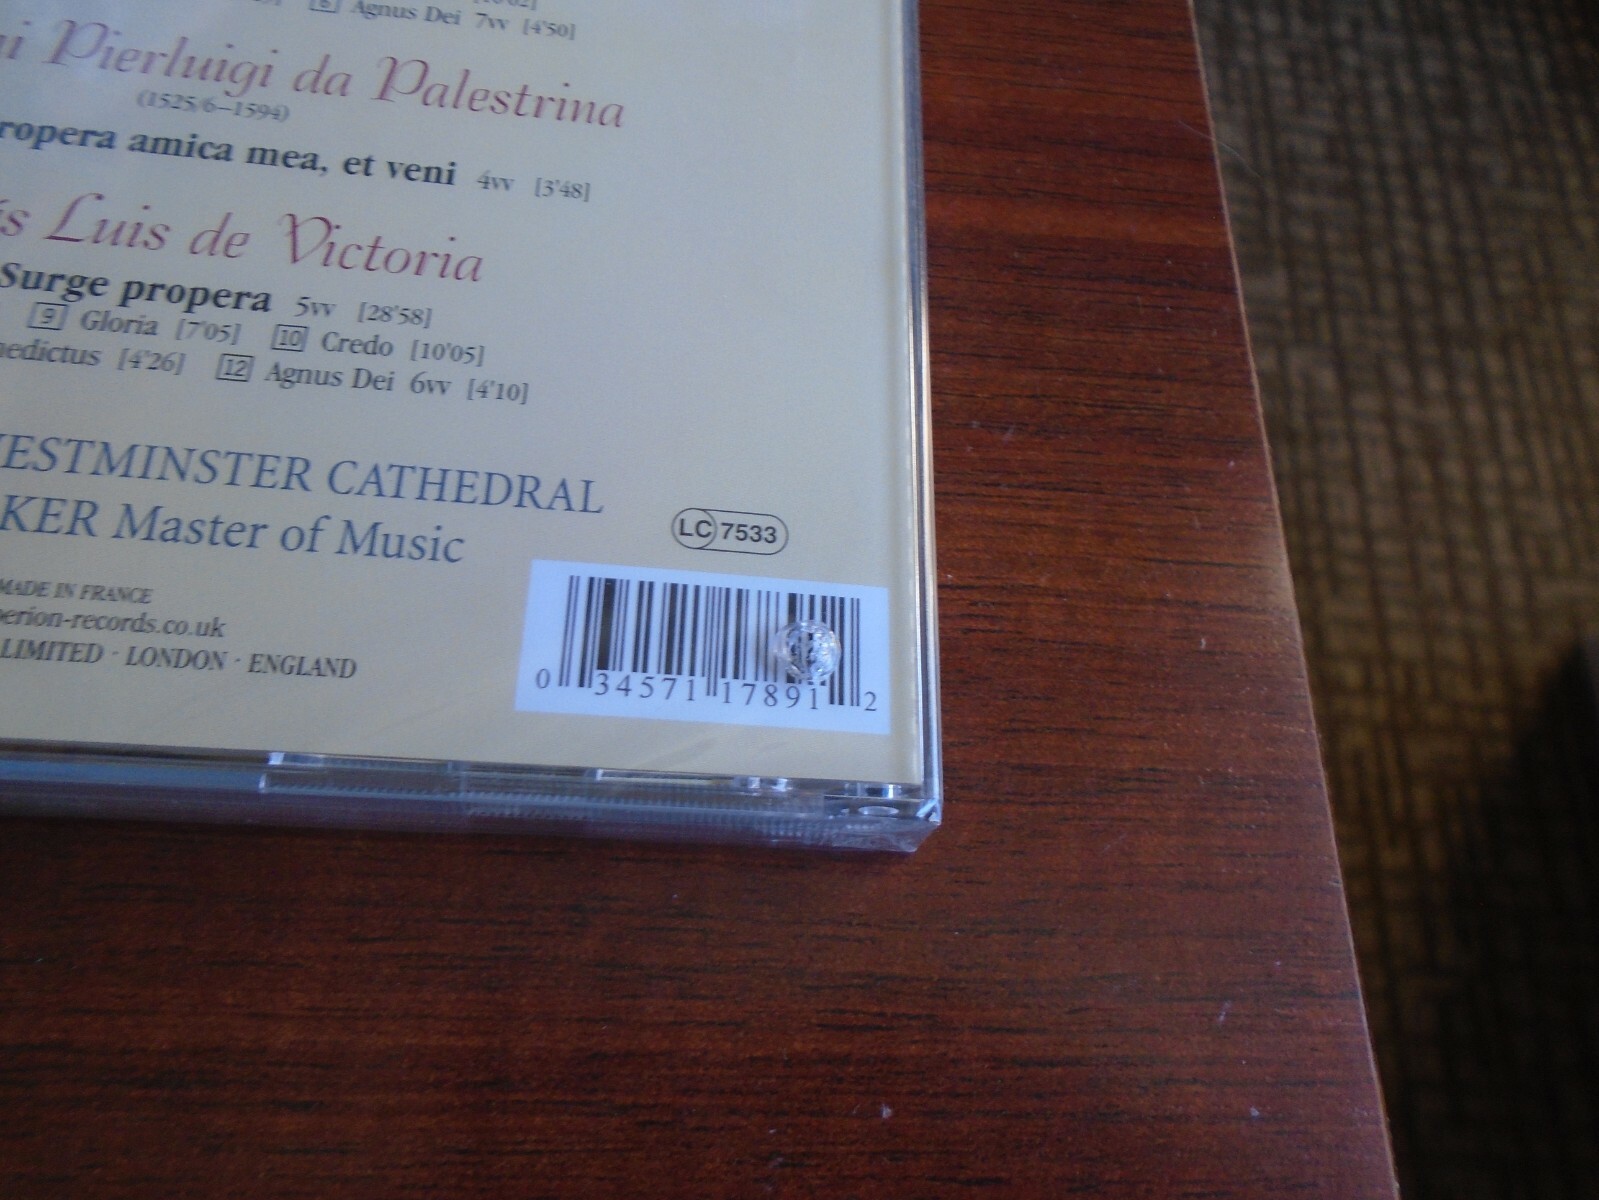 6 Agnus Dei 7vv [4'50]
Pierluigi da Palestrina
(1525/6–1594)
amica mea, et veni 4vv [3'48]
Luis de Victoria
Surge propera 5vv [28'58]
9 Gloria [7'05] 10 Credo [10'05]
[4'26] 12 Agnus Dei 6vv [4'10]
WESTMINSTER CATHEDRAL
KER Master of Music
LC 7533
MADE IN FRANCE
perion-records.co.uk
LIMITED · LONDON · ENGLAND
0 34571 17891 2